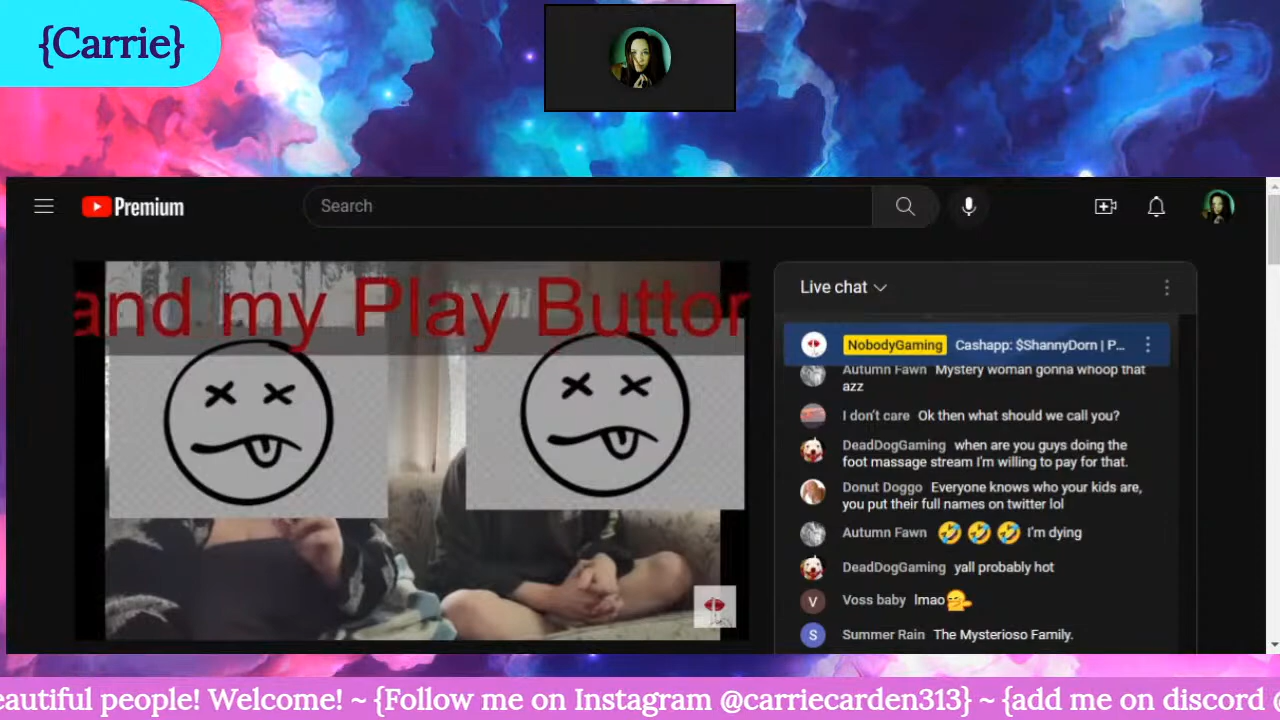 {Carrie}
Premium
Search
and my Play Button
Live chat
NobodyGaming Cashapp: $ShannyDorn | P...
Autumn Fawn Mystery woman gonna whoop that
azz
I don't care Ok then what should we call you?
DeadDogGaming when are you guys doing the
foot massage stream I'm willing to pay for that.
Donut Doggo Everyone knows who your kids are,
you put their full names on twitter lol
Autumn Fawn 🤣 🤣 🤣 I'm dying
DeadDogGaming yall probably hot
V
Voss baby lmao
S
Summer Rain The Mysterioso Family.
eautiful people! Welcome! ~ {Follow me on Instagram @carriecarden313} ~ {add me on discord @